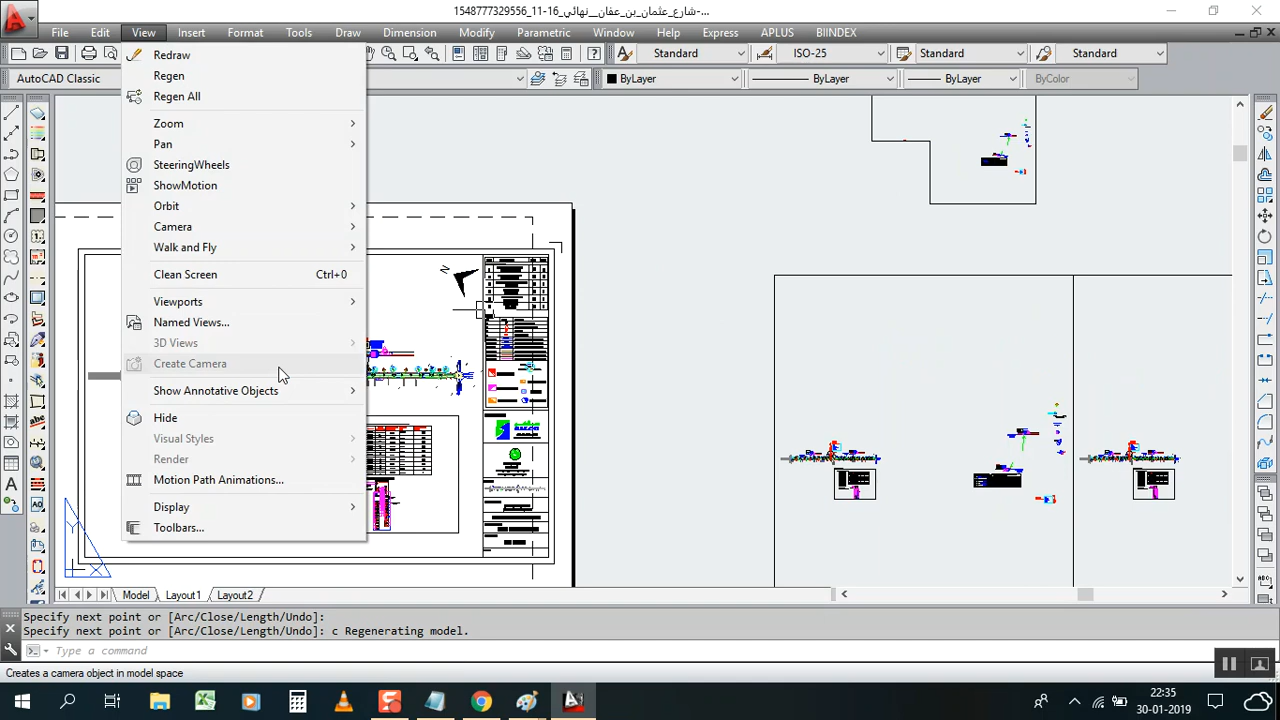 1548777329556_11-16_شارع_عثمان_بن_عفان__نهائي-...
File Edit View Insert Format Tools Draw Dimension Modify Parametric Window Help Express APLUS BIINDEX
Standard ISO-25 Standard Standard
AutoCAD Classic ByLayer ByLayer ByLayer ByColor
Redraw
Regen
Regen All
Zoom
Pan
SteeringWheels
ShowMotion
Orbit
Camera
Walk and Fly
Clean Screen Ctrl+0
Viewports
Named Views...
3D Views
Create Camera
Show Annotative Objects
Hide
Visual Styles
Render
Motion Path Animations...
Display
Toolbars...
N
Y
X
Model Layout1 Layout2
Specify next point or [Arc/Close/Length/Undo]:
Specify next point or [Arc/Close/Length/Undo]: c Regenerating model.
Type a command
Creates a camera object in model space
22:35
30-01-2019